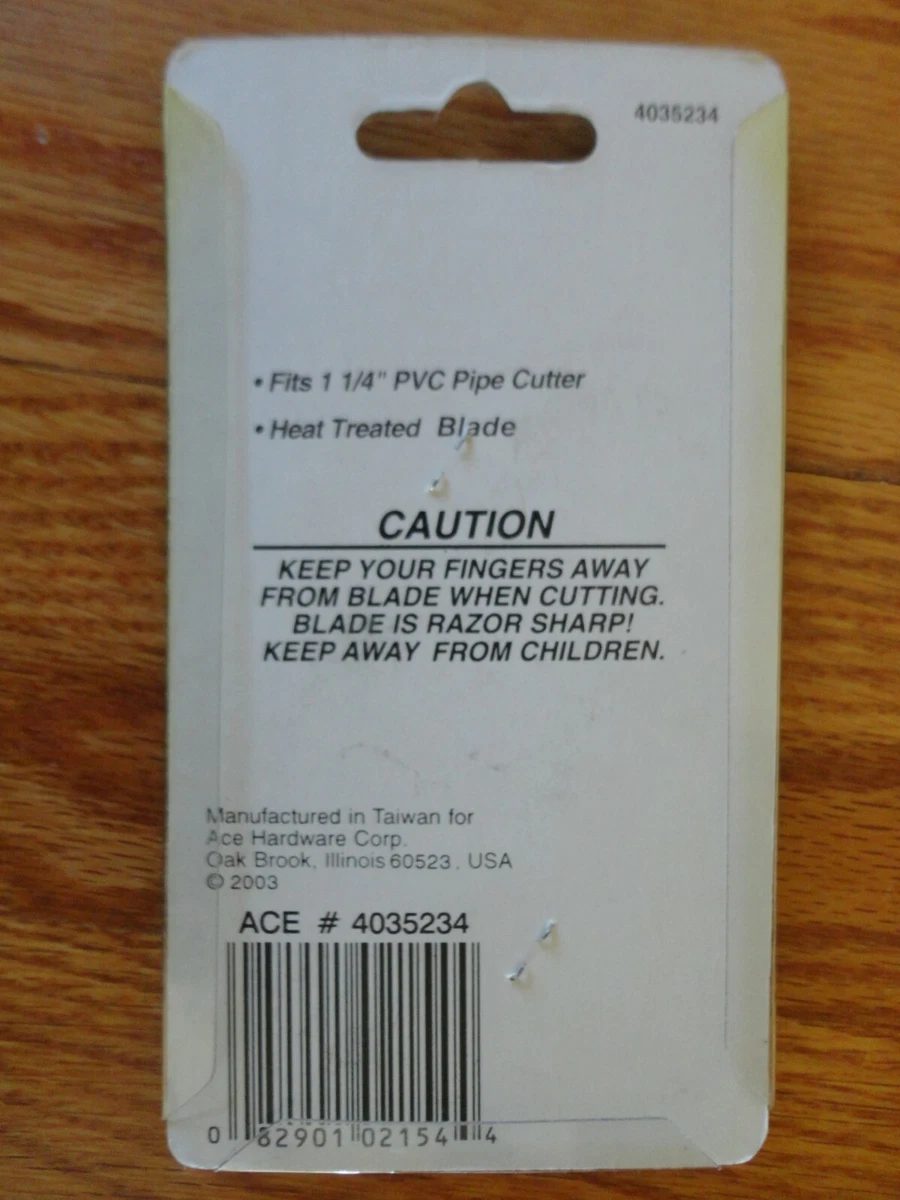 4035234
• Fits 1 1/4" PVC Pipe Cutter
• Heat Treated Blade
CAUTION
KEEP YOUR FINGERS AWAY
FROM BLADE WHEN CUTTING.
BLADE IS RAZOR SHARP!
KEEP AWAY FROM CHILDREN.
Manufactured in Taiwan for
Ace Hardware Corp.
Oak Brook, Illinois 60523, USA
© 2003
ACE # 4035234
0 82901 02154 4